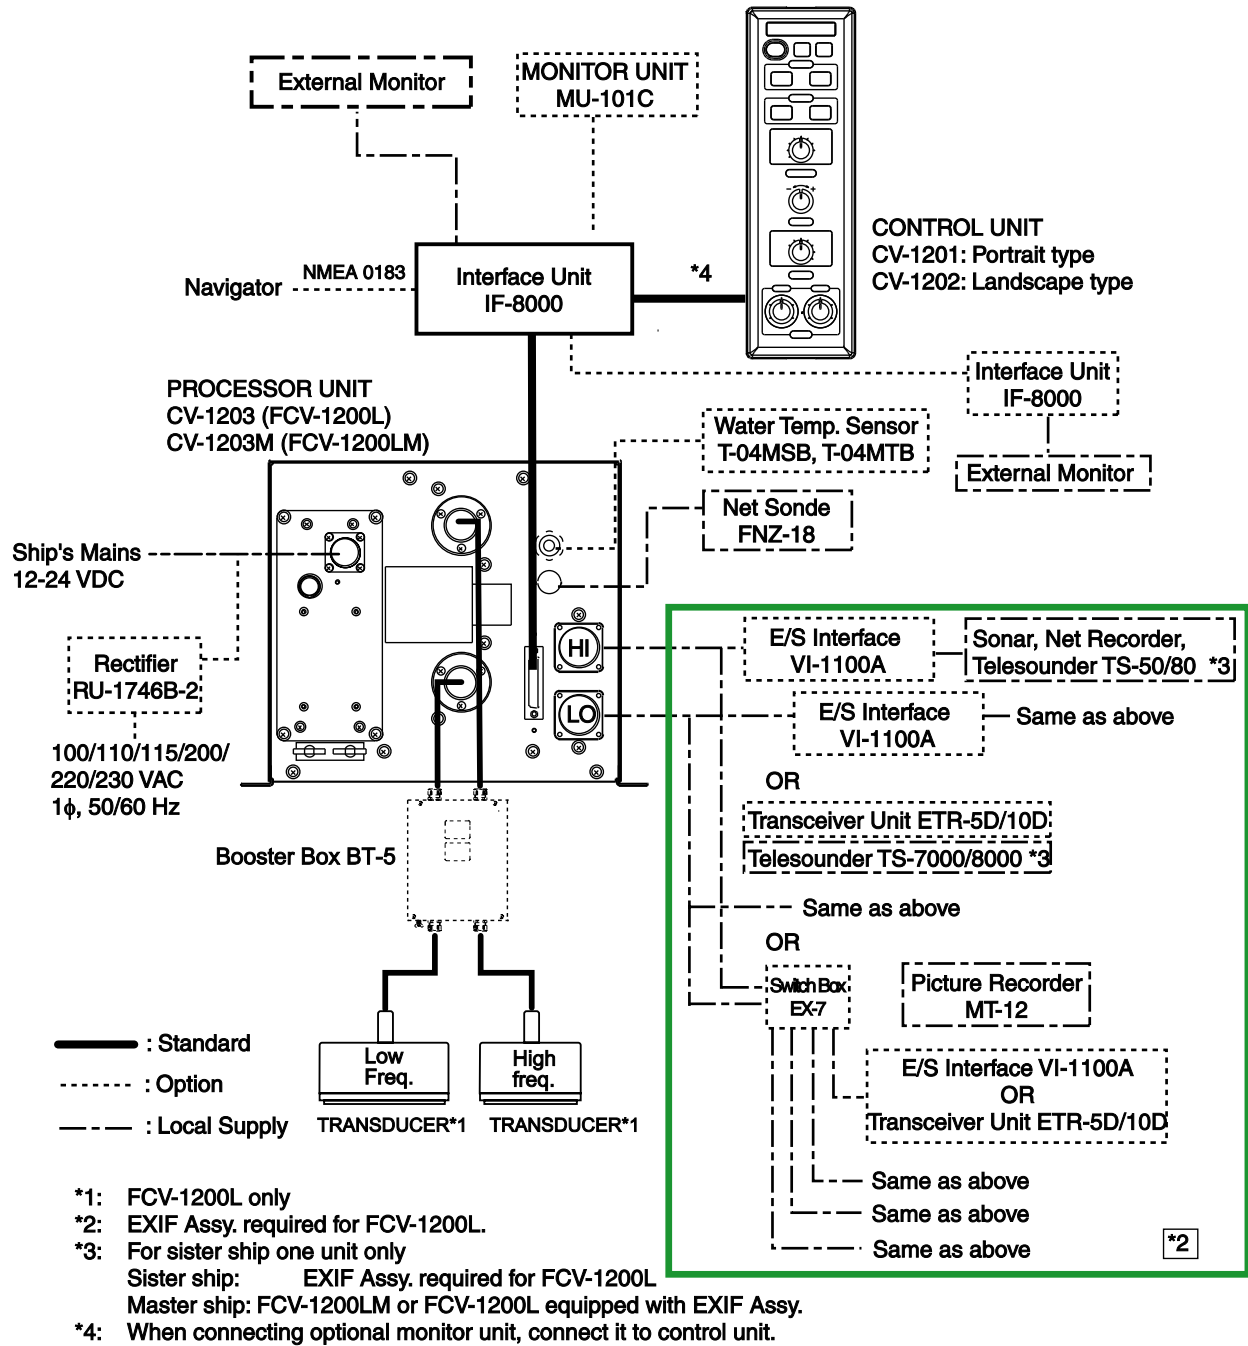 External Monitor
MONITOR UNIT
MU-101C
CONTROL UNIT
CV-1201: Portrait type
CV-1202: Landscape type
Navigator
NMEA 0183
Interface Unit
IF-8000
*4
- +
Interface Unit
IF-8000
External Monitor
PROCESSOR UNIT
CV-1203 (FCV-1200L)
CV-1203M (FCV-1200LM)
Water Temp. Sensor
T-04MSB, T-04MTB
Net Sonde
FNZ-18
Ship's Mains
12-24 VDC
Rectifier
RU-1746B-2
100/110/115/200/
220/230 VAC
1ϕ, 50/60 Hz
HI
LO
E/S Interface
VI-1100A
Sonar, Net Recorder,
Telesounder TS-50/80 *3
E/S Interface
VI-1100A
Same as above
OR
Transceiver Unit ETR-5D/10D
Telesounder TS-7000/8000 *3
Same as above
OR
Switch Box
EX-7
Picture Recorder
MT-12
E/S Interface VI-1100A
OR
Transceiver Unit ETR-5D/10D
Same as above
Same as above
Same as above
*2
Booster Box BT-5
Low
Freq.
High
freq.
TRANSDUCER*1
TRANSDUCER*1
: Standard
: Option
: Local Supply
*1: FCV-1200L only
*2: EXIF Assy. required for FCV-1200L.
*3: For sister ship one unit only
Sister ship: EXIF Assy. required for FCV-1200L
Master ship: FCV-1200LM or FCV-1200L equipped with EXIF Assy.
*4: When connecting optional monitor unit, connect it to control unit.